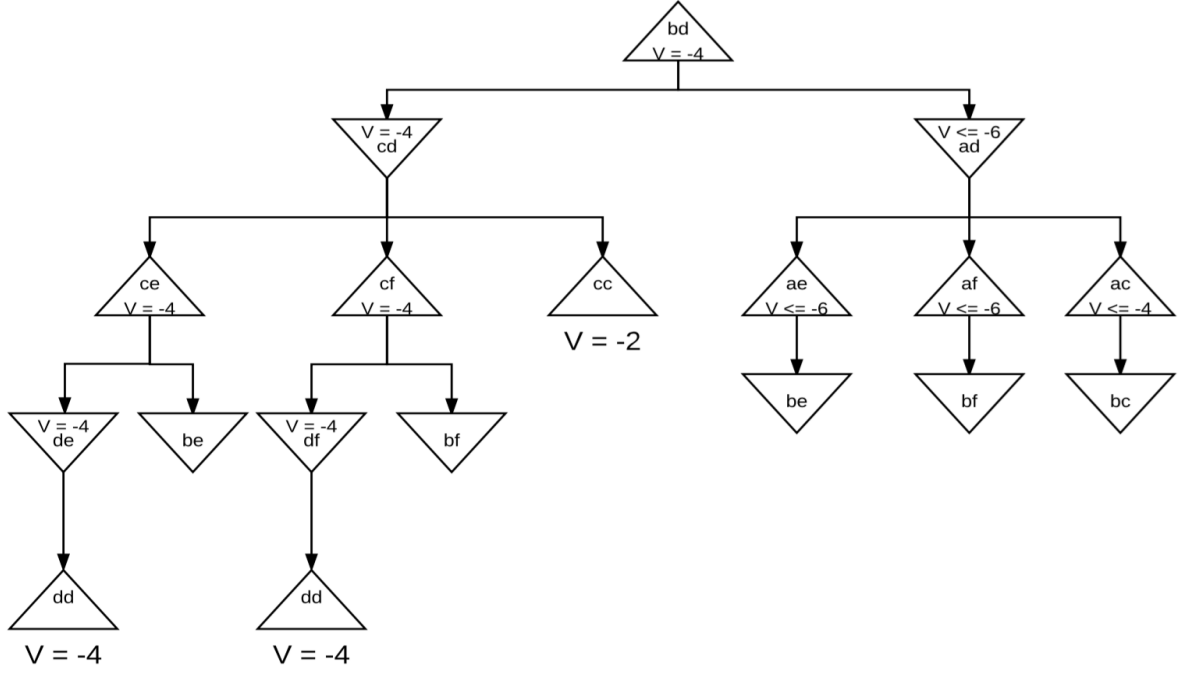 bd
V = -4
V = -4
cd
V <= -6
ad
ce
V = -4
cf
V = -4
cc
V = -2
ae
V <= -6
af
V <= -6
ac
V <= -4
V = -4
de
be
V = -4
df
bf
be
bf
bc
dd
V = -4
dd
V = -4